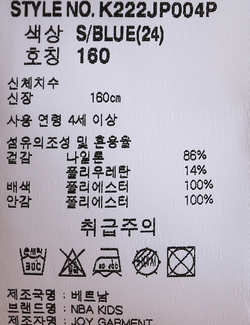 STYLE NO. K222JP004P
색상 S/BLUE(24)
호칭 160
신체치수
신장 160cm
사용 연령 4세 이상
섬유의조성 및 혼용율
겉감 나일론 86%
폴리우레탄 14%
배색 폴리에스터 100%
안감 폴리에스터 100%
취급주의
제조국명 : 베트남
브랜드명 : NBA KIDS
제조자명 : JOY GARMENT